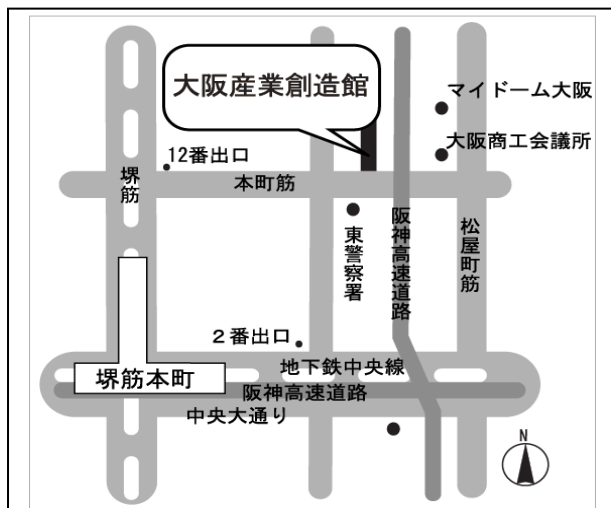 大阪産業創造館
マイドーム大阪
大阪商工会議所
12番出口
堺筋
本町筋
東警察署
阪神高速道路
松屋町筋
2番出口
地下鉄中央線
堺筋本町
阪神高速道路
中央大通り
N